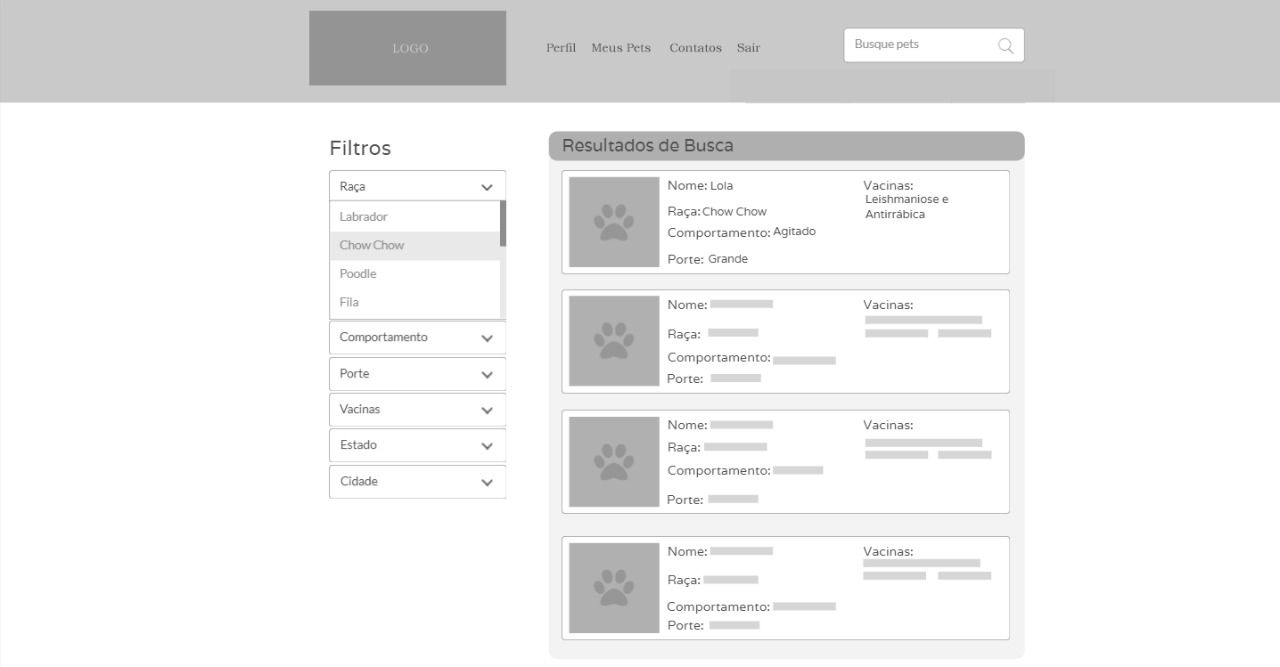 LOGO
Perfil Meus Pets Contatos Sair
Busque pets
Filtros
Raça
Labrador
Chow Chow
Poodle
Fila
Comportamento
Porte
Vacinas
Estado
Cidade
Resultados de Busca
Nome: Lola
Raça: Chow Chow
Comportamento: Agitado
Porte: Grande
Vacinas:
Leishmaniose e
Antirrábica
Nome:
Raça:
Comportamento:
Porte:
Vacinas:
Nome:
Raça:
Comportamento:
Porte:
Vacinas:
Nome:
Raça:
Comportamento:
Porte:
Vacinas: